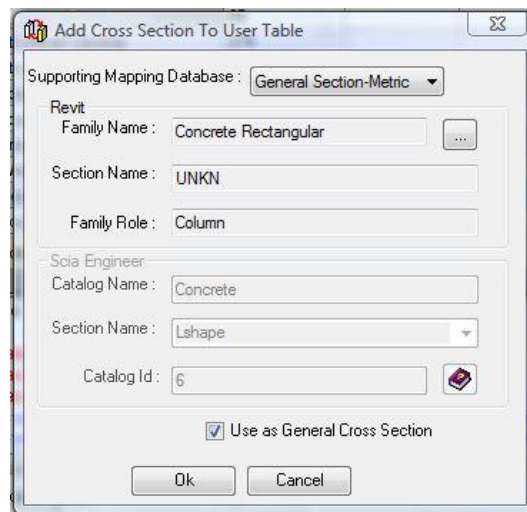 Add Cross Section To User Table
Supporting Mapping Database : General Section-Metric
Revit
Family Name : Concrete Rectangular ...
Section Name : UNKN
Family Role : Column
Scia Engineer
Catalog Name : Concrete
Section Name : Lshape
Catalog Id : 6
Use as General Cross Section
Ok Cancel